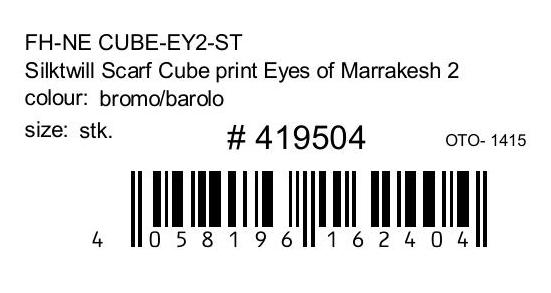 FH-NE CUBE-EY2-ST
Silktwill Scarf Cube print Eyes of Marrakesh 2
colour: bromo/barolo
size: stk.
# 419504
OTO- 1415
4 058196 162404